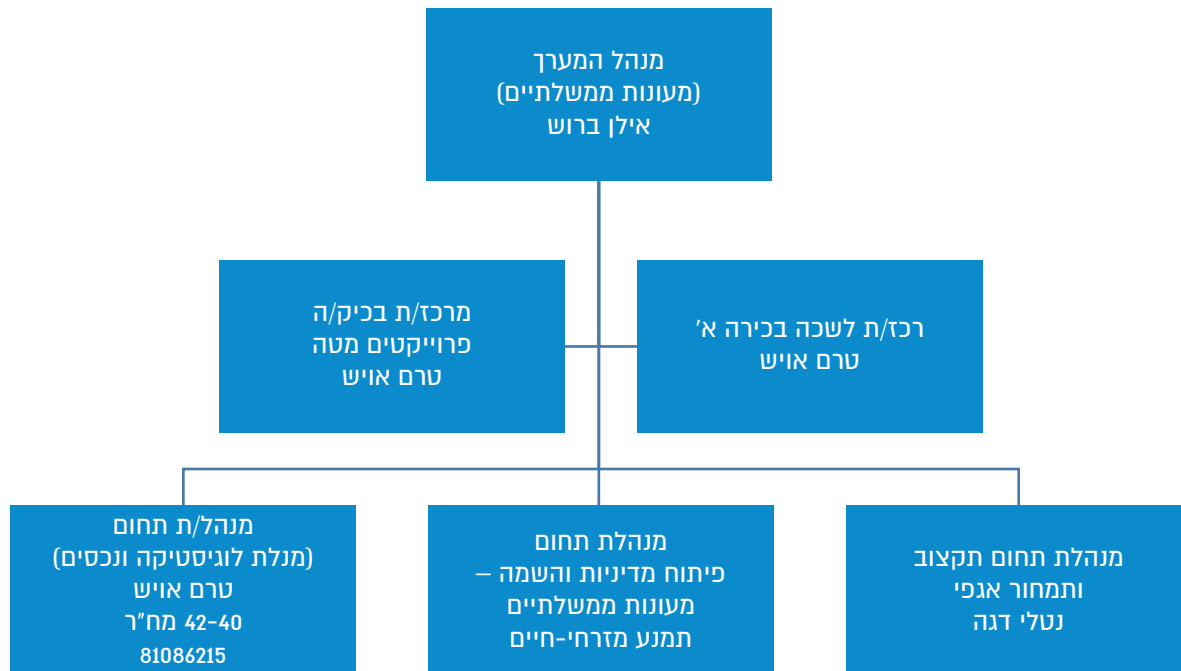 מנהל המערך
(מעונות ממשלתיים)
אילן ברוש
רכז/ת לשכה בכירה א'
טרם אויש
מרכז/ת בכיק/ה
פרוייקטים מטה
טרם אויש
מנהלת תחום תקצוב
ותמחור אגפי
נטלי דגה
מנהלת תחום
פיתוח מדיניות והשמה –
מעונות ממשלתיים
תמנע מזרחי-חיים
מנהל/ת תחום
(מנלת לוגיסטיקה ונכסים)
טרם אויש
42-40 מח"ר
81086215